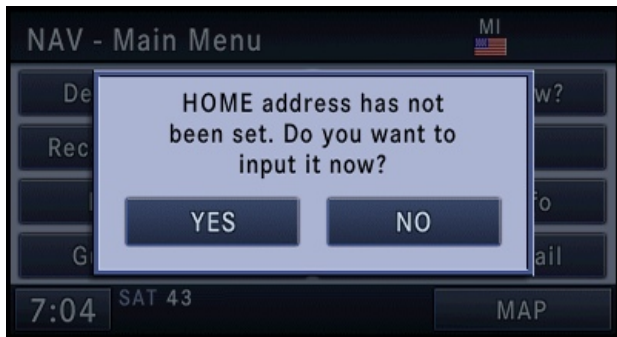 NAV - Main Menu
MI
HOME address has not
been set. Do you want to
input it now?
YES
NO
7:04
SAT 43
MAP